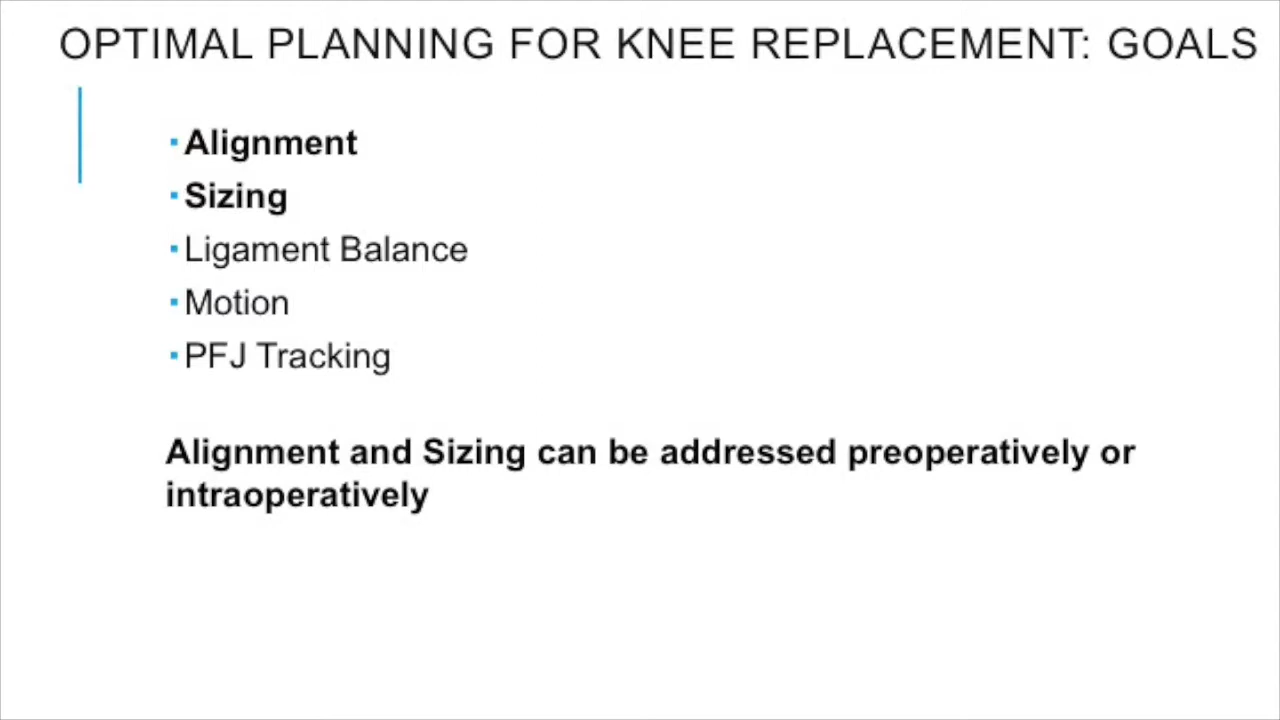 OPTIMAL PLANNING FOR KNEE REPLACEMENT: GOALS
▪ Alignment
▪ Sizing
▪ Ligament Balance
▪ Motion
▪ PFJ Tracking
Alignment and Sizing can be addressed preoperatively or
intraoperatively